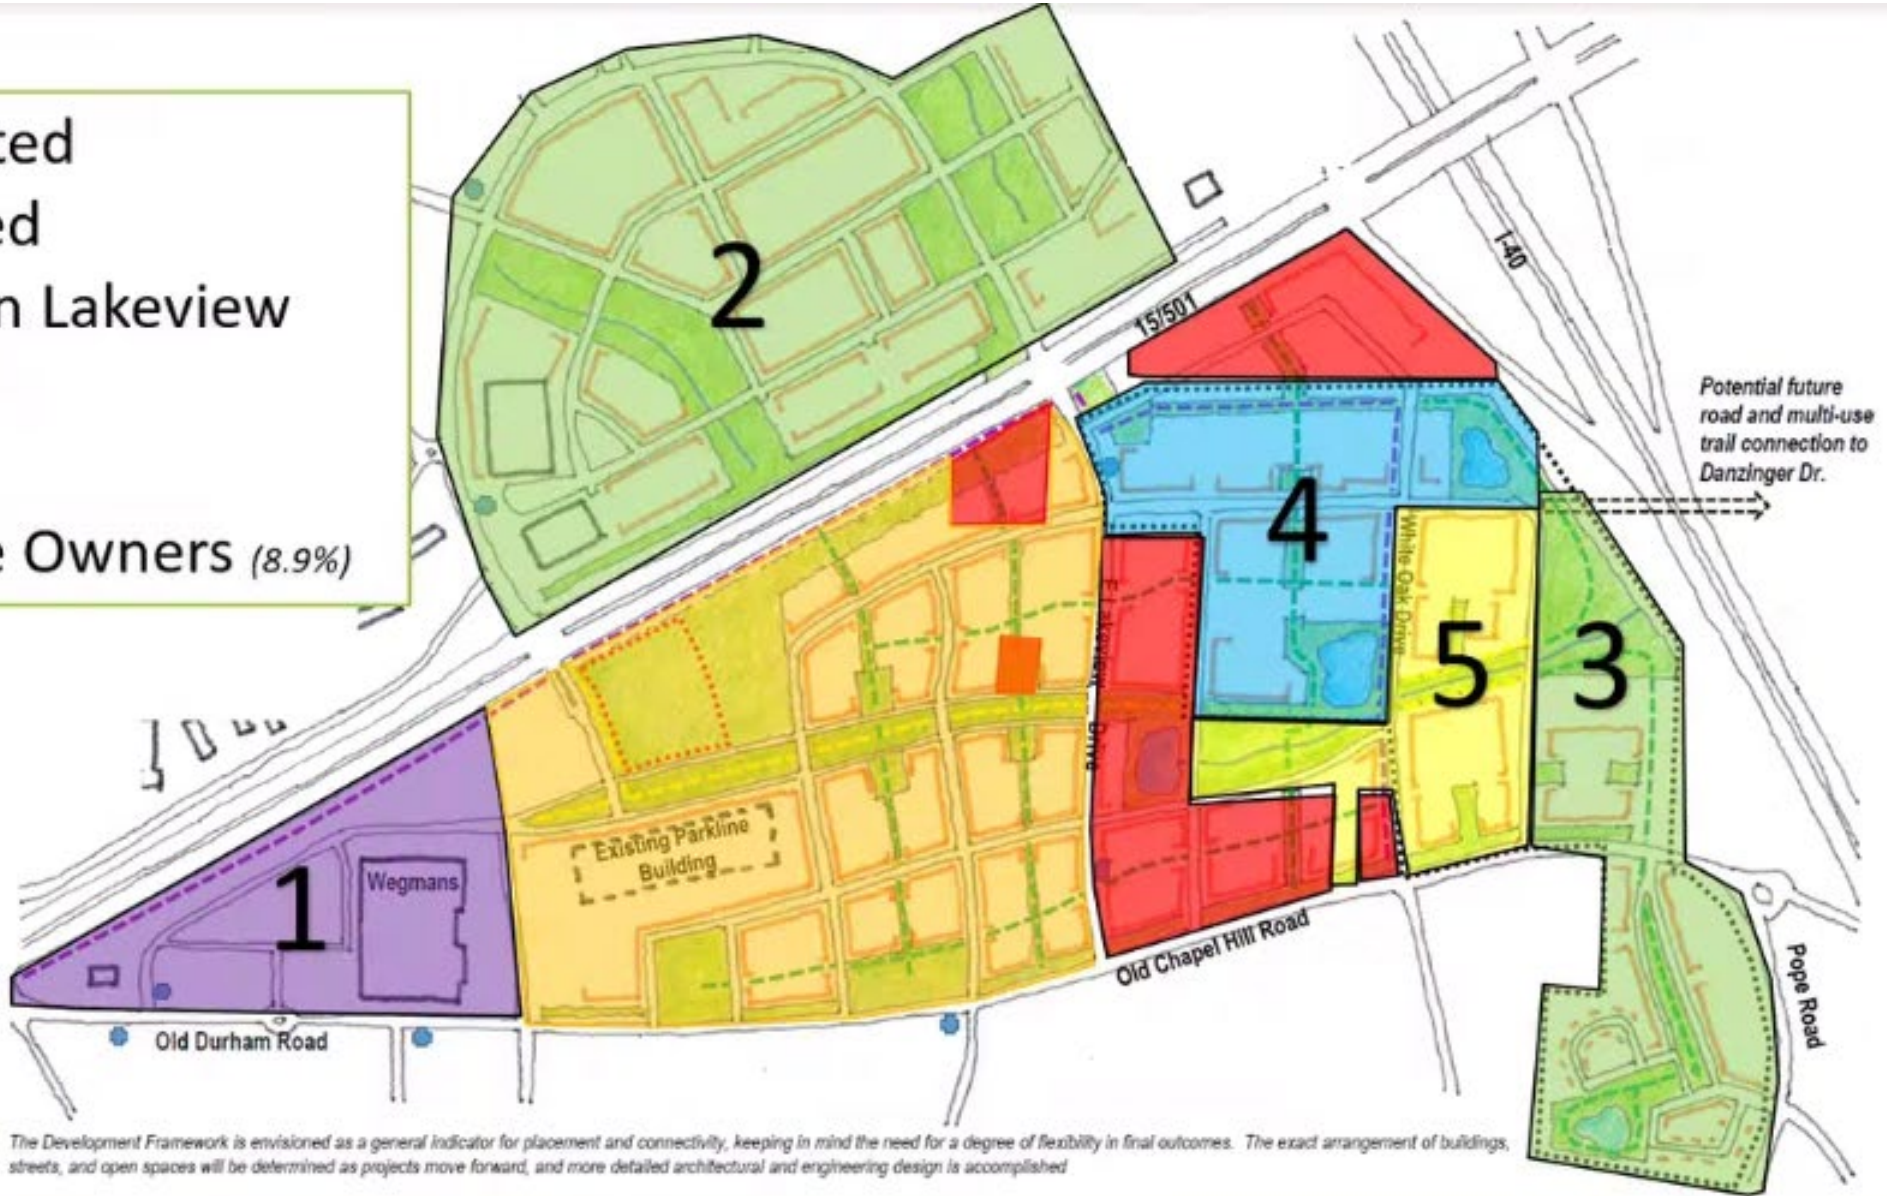 ted
ed
n Lakeview
e Owners (8.9%)
2
15/501
I-40
Potential future
road and multi-use
trail connection to
Danzinger Dr.
4
White Oak Drive
5
3
E Lakeview Drive
Existing Parkline
Building
1
Wegmans
Old Chapel Hill Road
Pope Road
Old Durham Road
The Development Framework is envisioned as a general indicator for placement and connectivity, keeping in mind the need for a degree of flexibility in final outcomes. The exact arrangement of buildings,
streets, and open spaces will be determined as projects move forward, and more detailed architectural and engineering design is accomplished